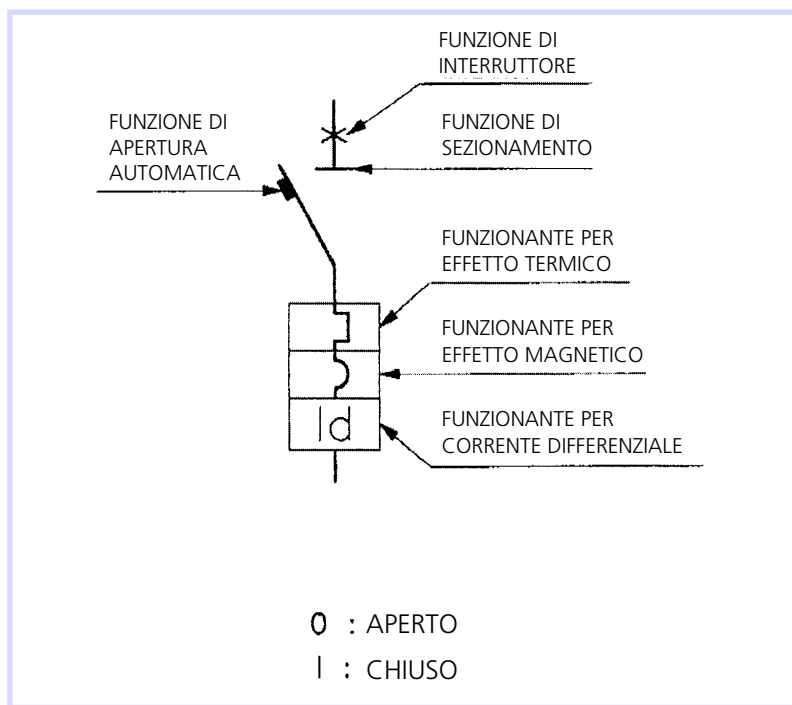 FUNZIONE DI
INTERRUTTORE
FUNZIONE DI
APERTURA
AUTOMATICA
FUNZIONE DI
SEZIONAMENTO
FUNZIONANTE PER
EFFETTO TERMICO
FUNZIONANTE PER
EFFETTO MAGNETICO
Id
FUNZIONANTE PER
CORRENTE DIFFERENZIALE
0 : APERTO
I : CHIUSO